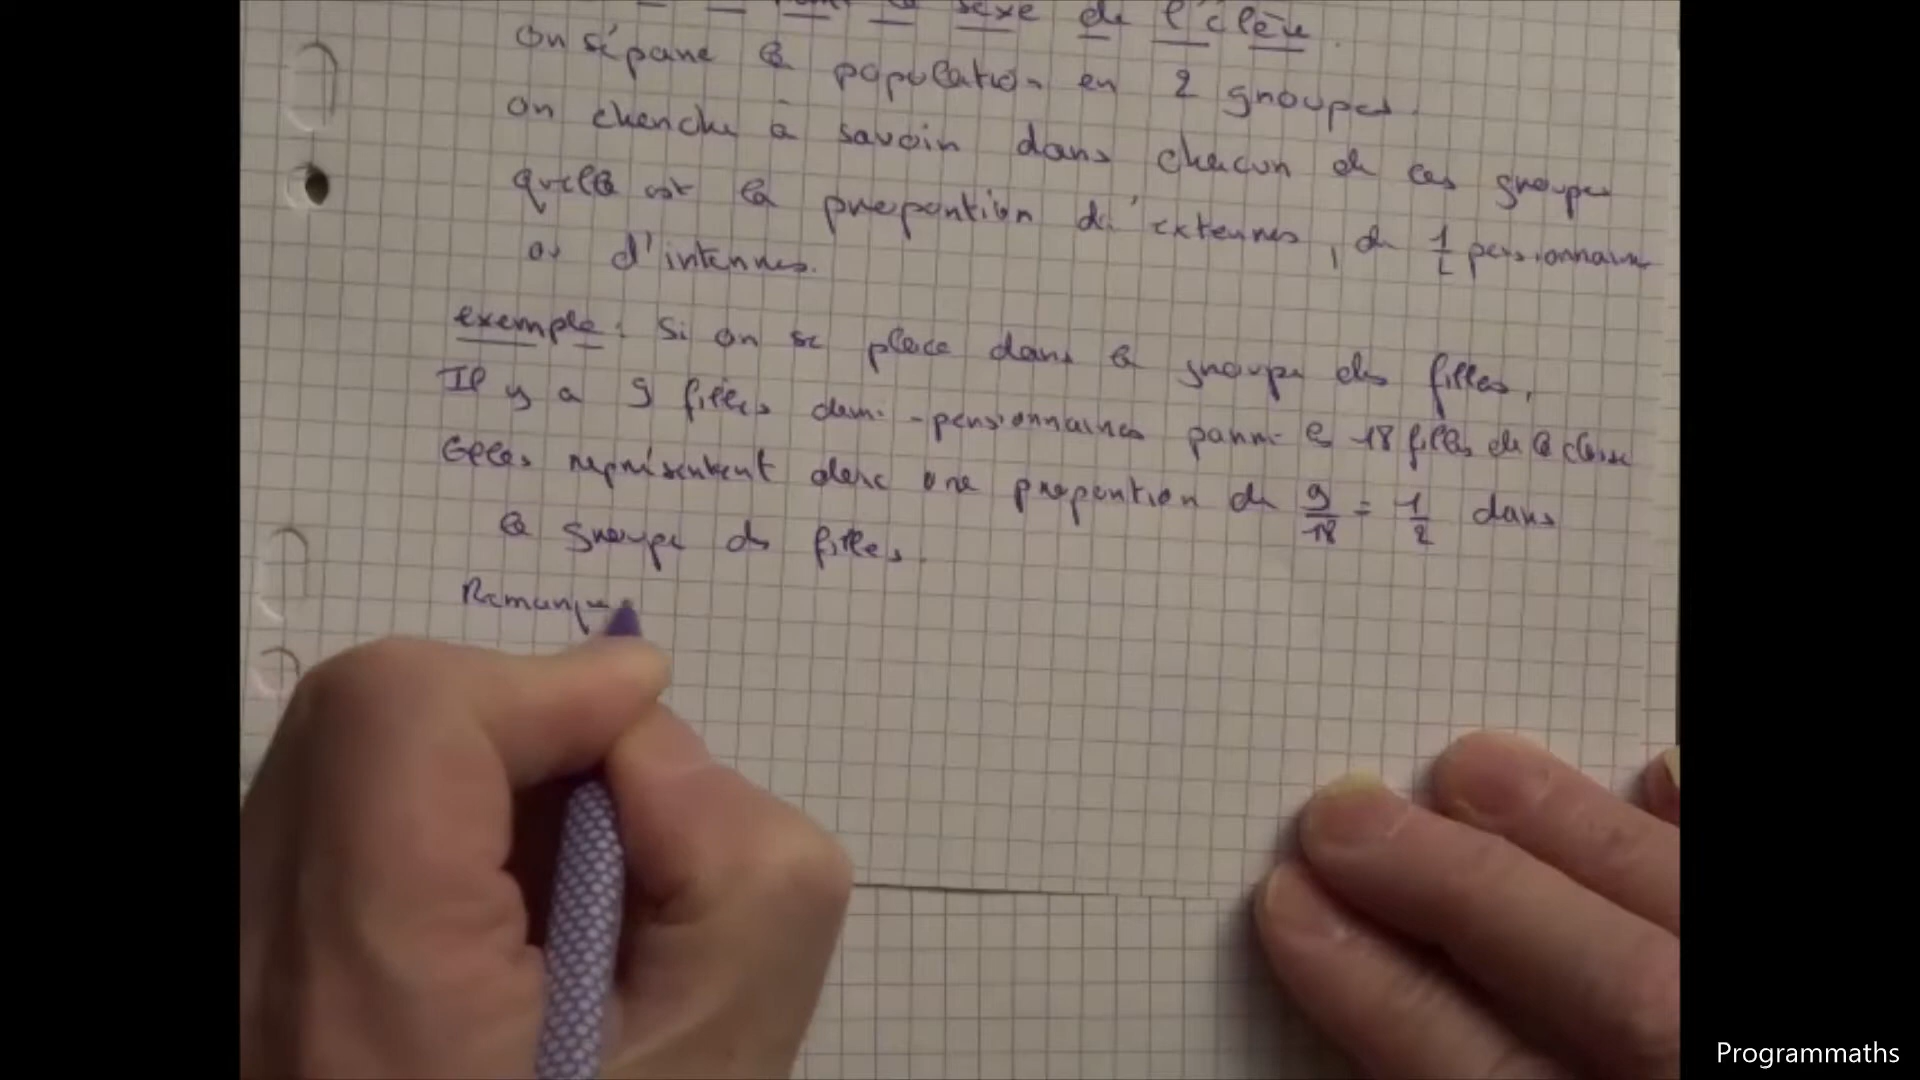 sexe de l'élève.
On sépare la population en 2 groupes.
On cherche à savoir dans chacun de ces groupes
quelle est la proportion d'externes, de 1/2 pensionnaires
ou d'internes.
exemple : Si on se place dans le groupe des filles.
Il y a 9 filles demi-pensionnaires parmi les 18 filles de la classe
Elles représentent donc une proportion de 9/18 = 1/2 dans
le groupe des filles.
Remarque
Programmaths